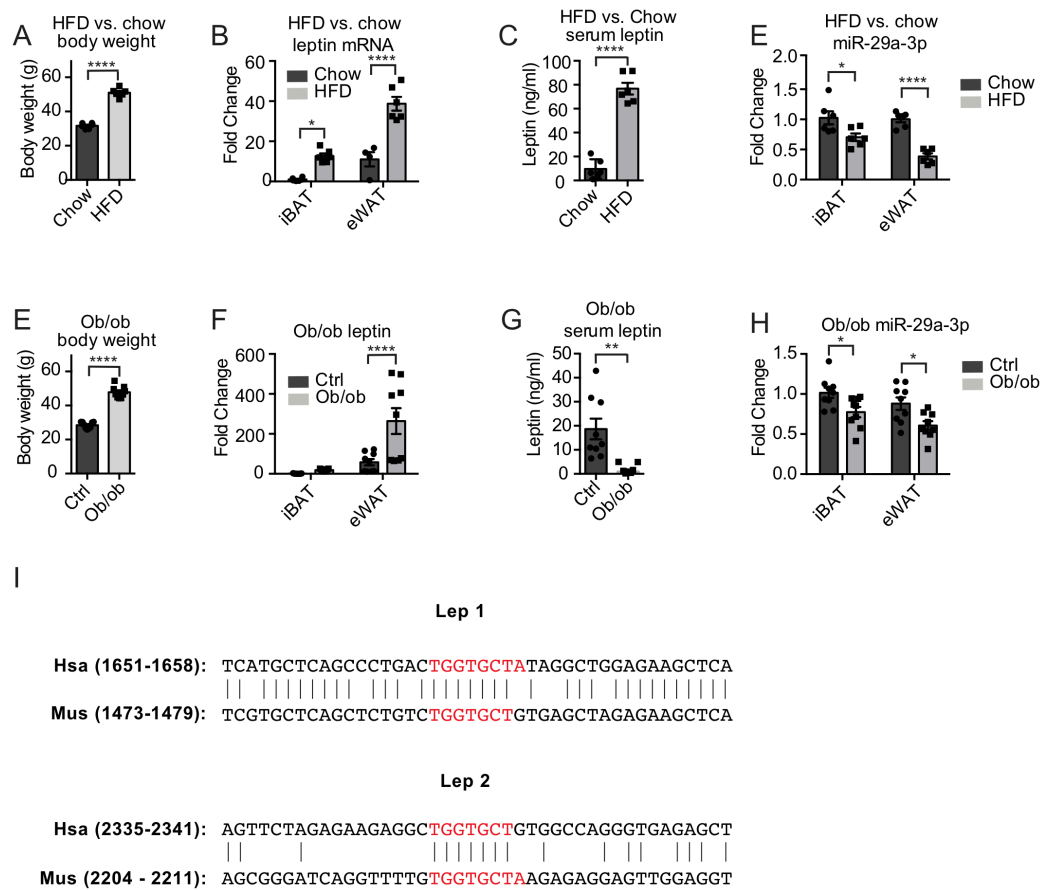 A
HFD vs. chow
body weight
Body weight (g)
60
40
20
0
****
Chow
HFD
B
HFD vs. chow
leptin mRNA
Fold Change
60
40
20
0
Chow
HFD
*
****
iBAT
eWAT
C
HFD vs. Chow
serum leptin
Leptin (ng/ml)
100
80
60
40
20
0
****
Chow
HFD
E
HFD vs. chow
miR-29a-3p
Fold Change
2.0
1.5
1.0
0.5
0.0
*
****
Chow
HFD
iBAT
eWAT
E
Ob/ob
body weight
Body weight (g)
60
40
20
0
****
Ctrl
Ob/ob
F
Ob/ob leptin
Fold Change
600
400
200
0
Ctrl
Ob/ob
****
iBAT
eWAT
G
Ob/ob
serum leptin
Leptin (ng/ml)
50
40
30
20
10
0
**
Ctrl
Ob/ob
H
Ob/ob miR-29a-3p
Fold Change
1.5
1.0
0.5
0.0
*
*
Ctrl
Ob/ob
iBAT
eWAT
I
Lep 1
Hsa (1651-1658): TCATGCTCAGCCCTGACTGGTGCTATAGGCTGGAGAAGCTCA
Mus (1473-1479): TCGTGCTCAGCTCTGTCTGGTGCTGTGAGCTAGAGAAGCTCA
Lep 2
Hsa (2335-2341): AGTTCTAGAGAAGAGGCTGGTGCTGTGGCCAGGGTGAGAGCT
Mus (2204 - 2211): AGCGGGATCAGGTTTTGTGGTGCTAAGAGAGGAGTTGGAGGT